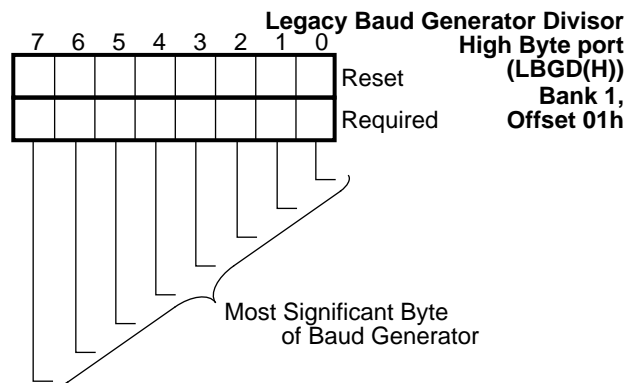 Legacy Baud Generator Divisor
High Byte port
(LBGD(H))
Bank 1,
Offset 01h
7 6 5 4 3 2 1 0
Reset
Required
Most Significant Byte
of Baud Generator